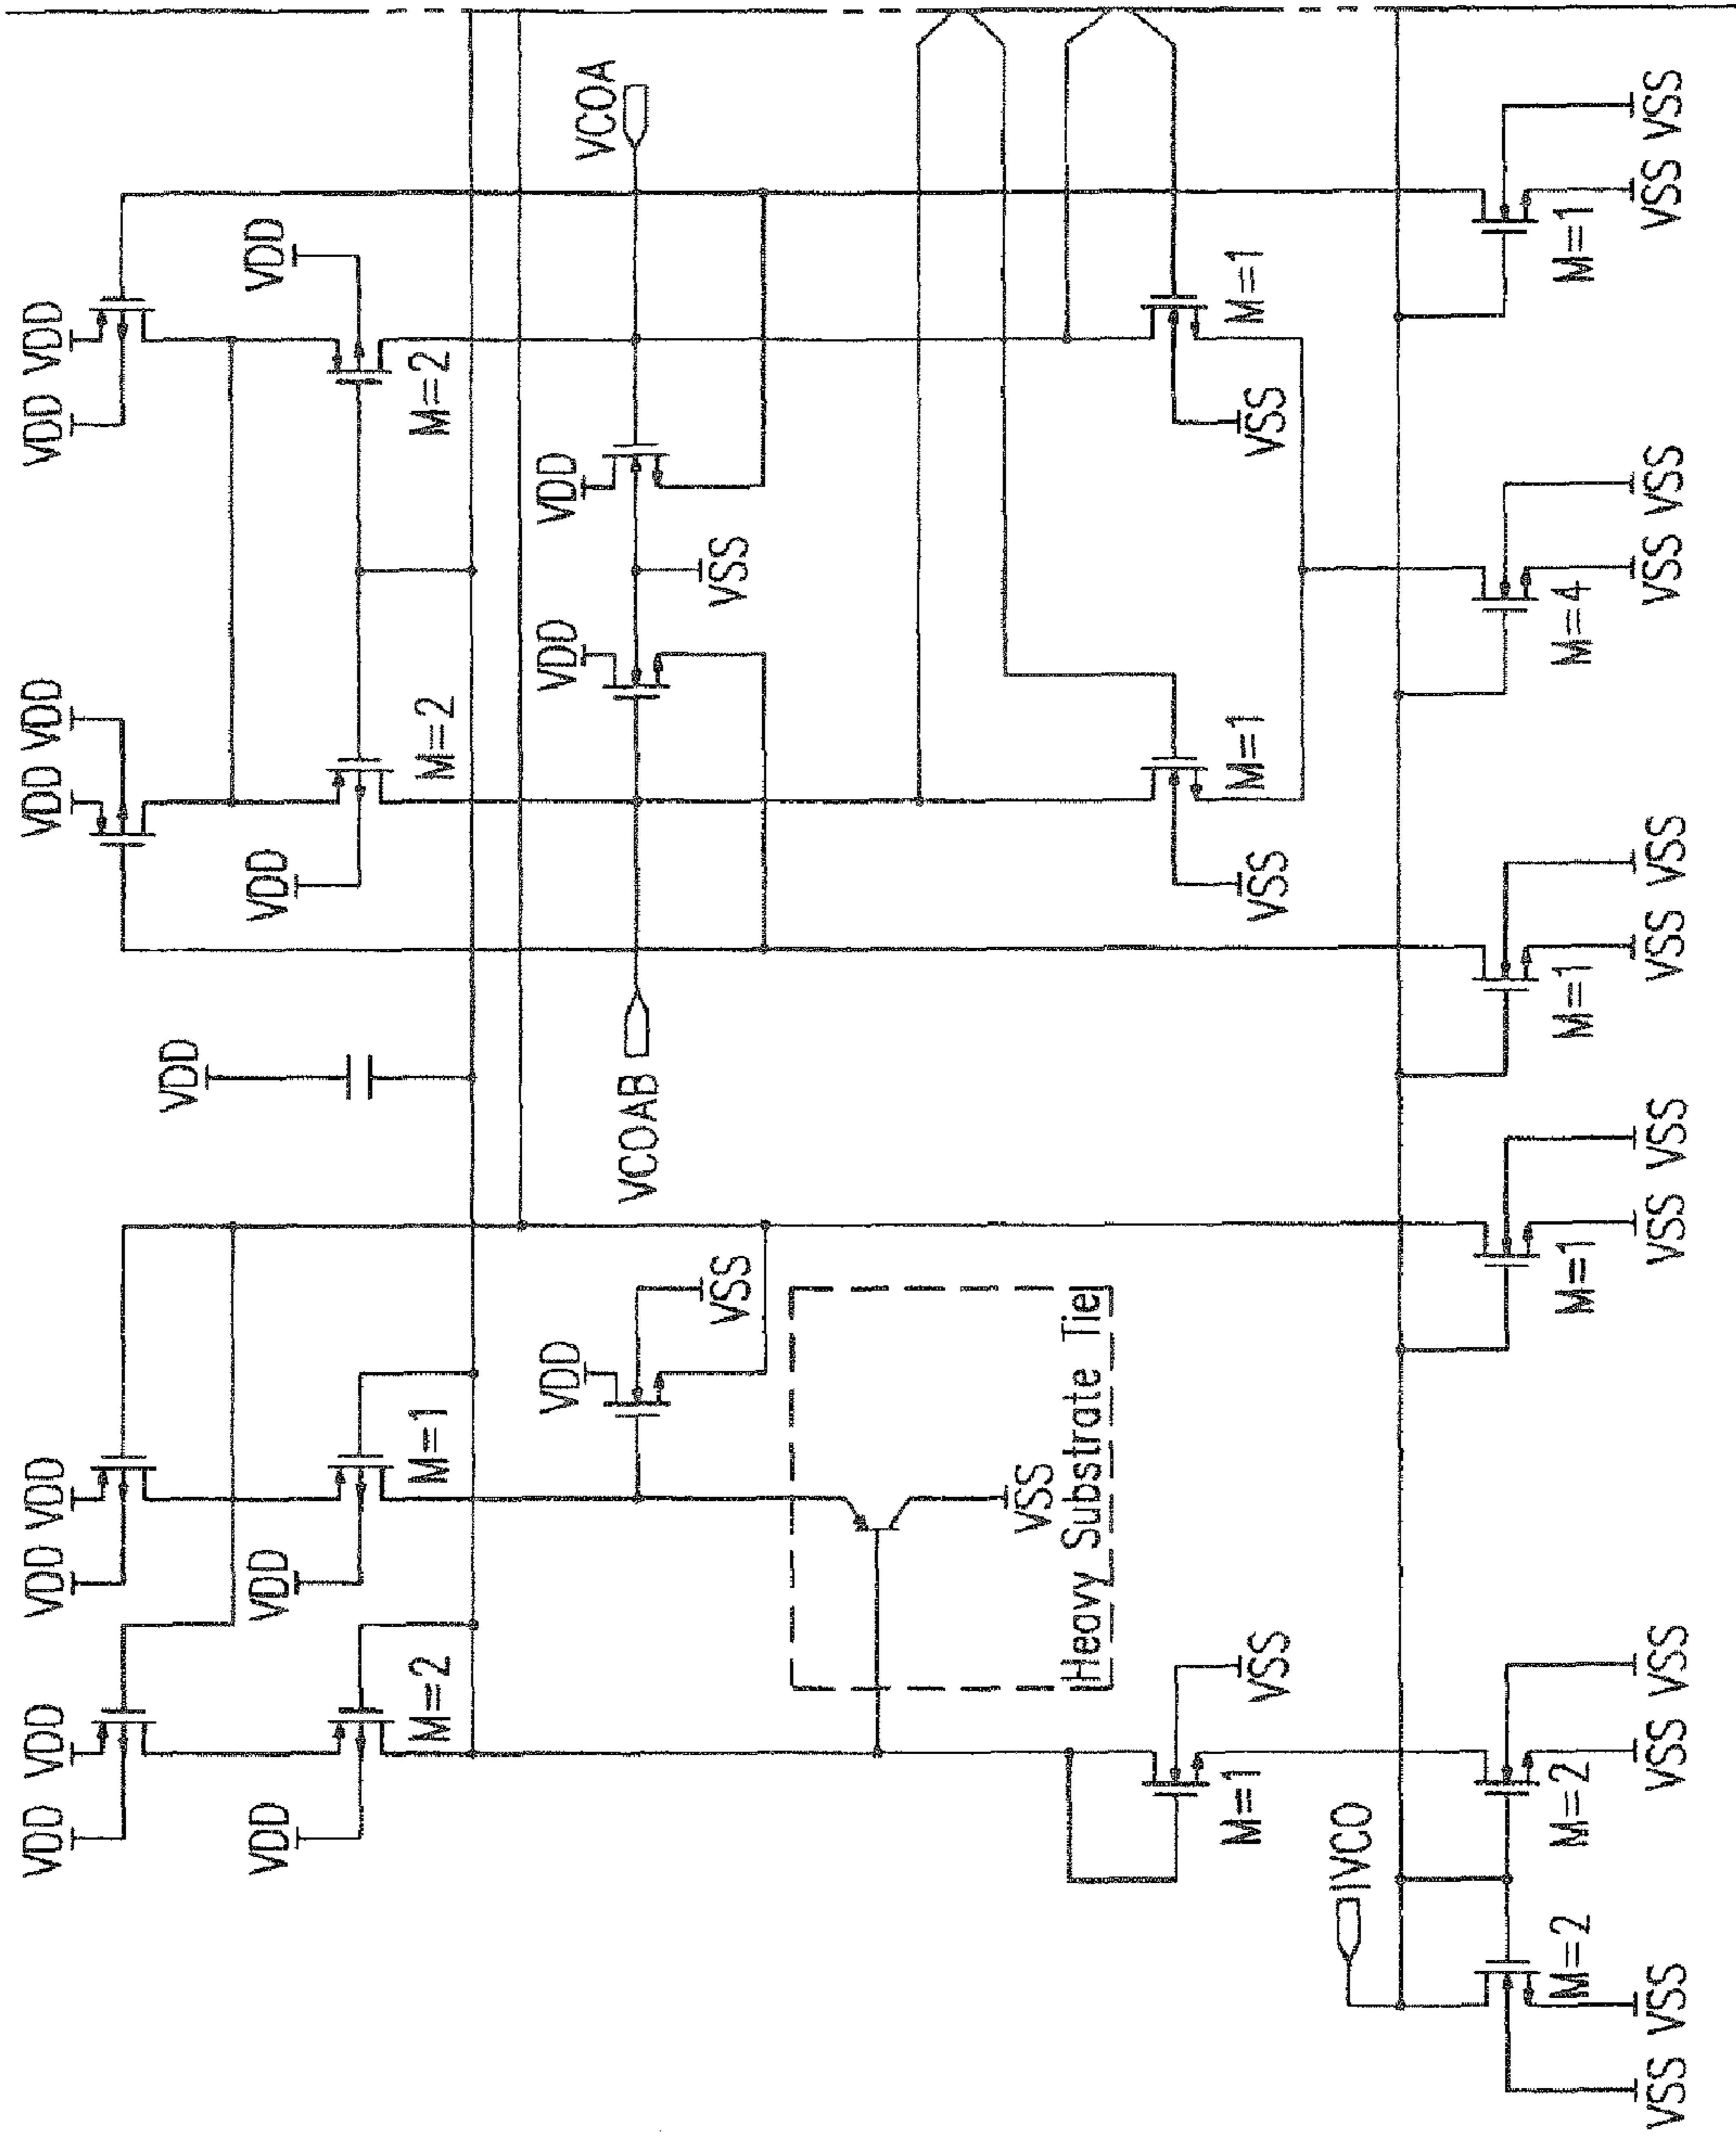 VDD VDD VDD VDD VDD VDD VDD VDD
VDD
VDD VDD VDD VDD
M=2 M=1 M=2 M=2
VDD VDD VDD
VCOA
VCOAB
VSS VSS
VSS
Heavy Substrate Tie
M=1 M=1 M=1
VSS VSS VSS
IVCO
M=2 M=2 M=1 M=1 M=4 M=1
VSS VSS VSS VSS VSS VSS VSS VSS VSS VSS VSS VSS